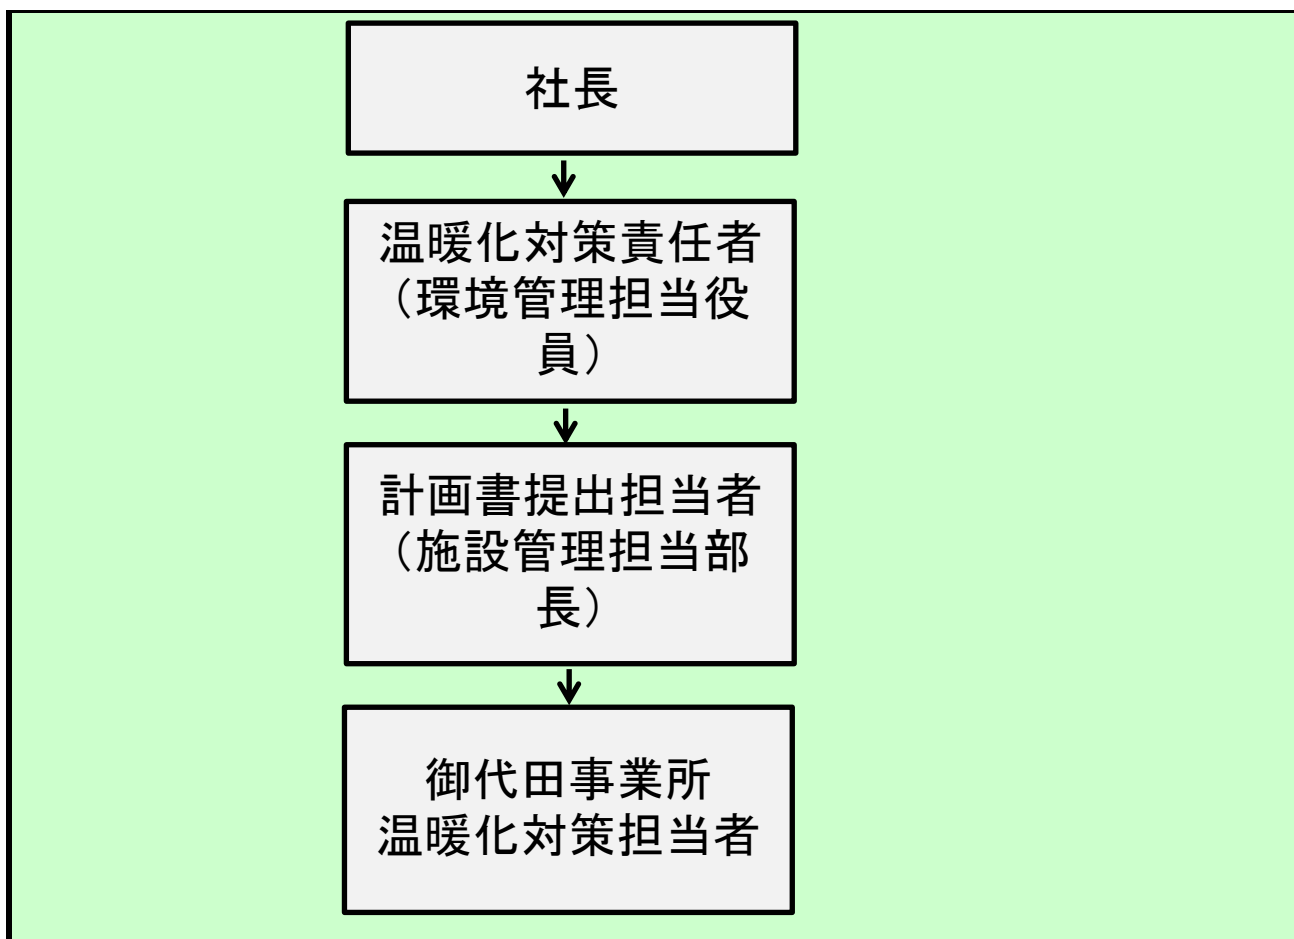 社長
温暖化対策責任者
（環境管理担当役
員）
計画書提出担当者
（施設管理担当部
長）
御代田事業所
温暖化対策担当者